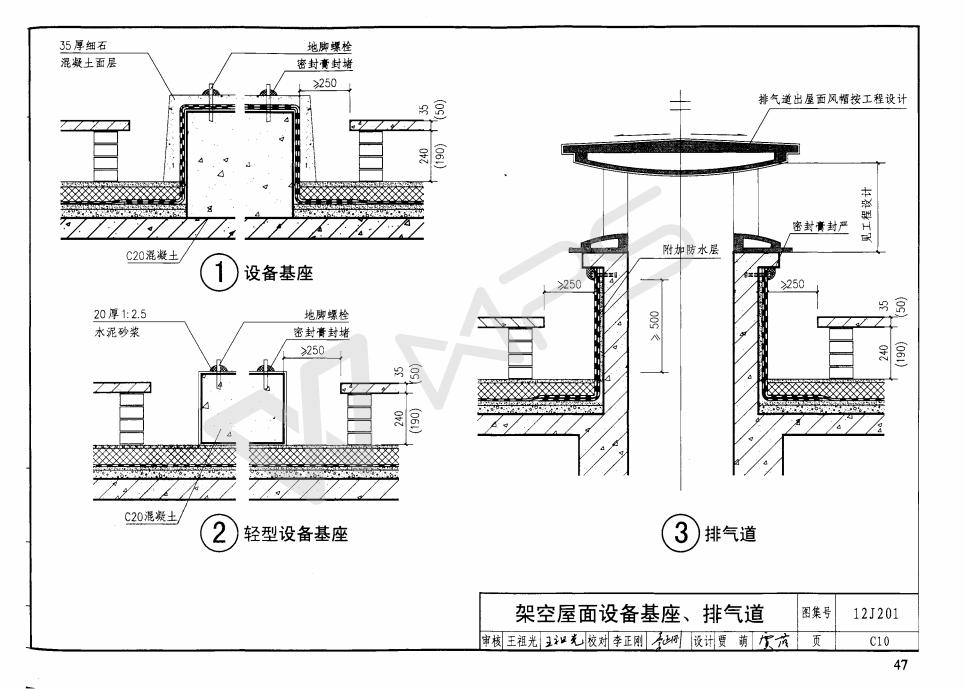 35厚细石
混凝土面层
地脚螺栓
密封膏封堵
≥250
35
(50)
240
(190)
C20混凝土
1 设备基座
20厚1:2.5
水泥砂浆
地脚螺栓
密封膏封堵
≥250
35
(50)
240
(190)
C20混凝土
2 轻型设备基座
排气道出屋面风帽按工程设计
见工程设计
密封膏封严
附加防水层
≥250
≥250
≥500
35
(50)
240
(190)
3 排气道
架空屋面设备基座、排气道
图集号
12J201
审核 王祖光 王祖光 校对 李正刚 李正刚 设计 贾 萌
页
C10
47